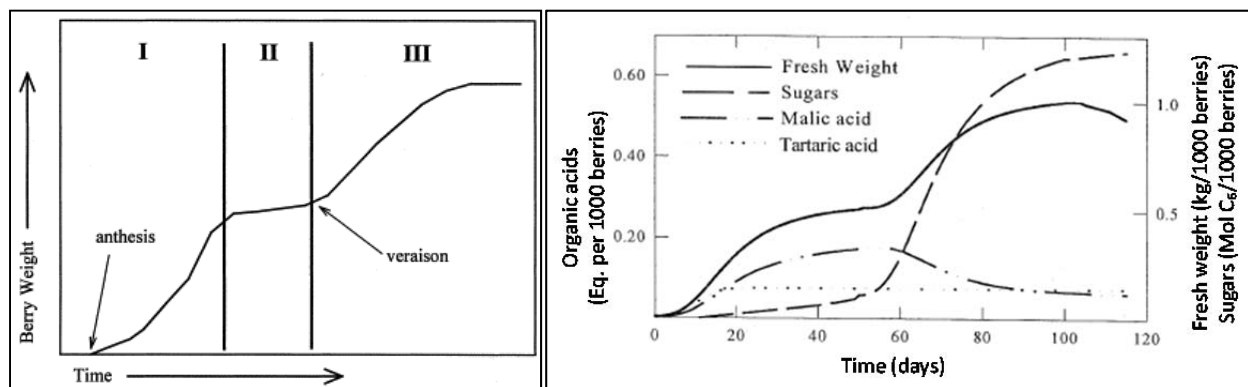 I II III
anthesis
veraison
Berry Weight
Time
0.60
0.40
0.20
0.0
Fresh Weight
Sugars
Malic acid
Tartaric acid
1.0
0.5
0 20 40 60 80 100 120
Time (days)
Organic acids
(Eq. per 1000 berries)
Fresh weight (kg/1000 berries)
Sugars (Mol C₆/1000 berries)